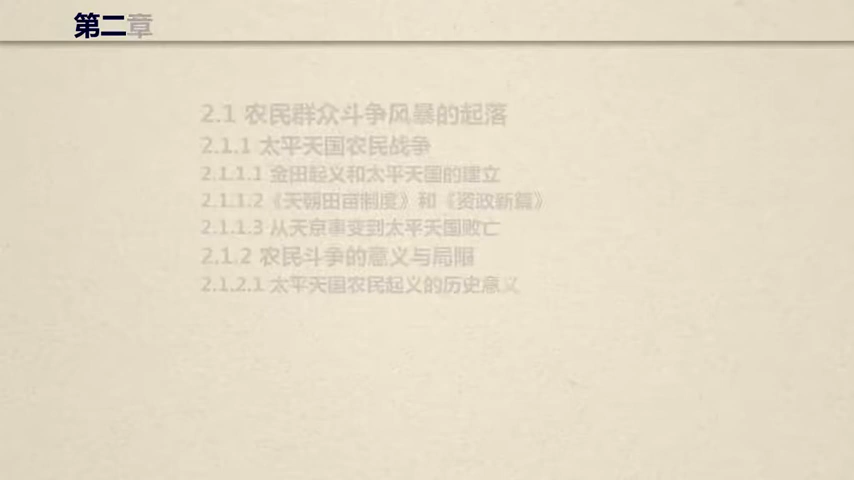 第二章
2.1 农民群众斗争风暴的起落
2.1.1 太平天国农民战争
2.1.1.1 金田起义和太平天国的建立
2.1.1.2《天朝田亩制度》和《资政新篇》
2.1.1.3 从天京事变到太平天国败亡
2.1.2 农民斗争的意义与局限
2.1.2.1 太平天国农民起义的历史意义